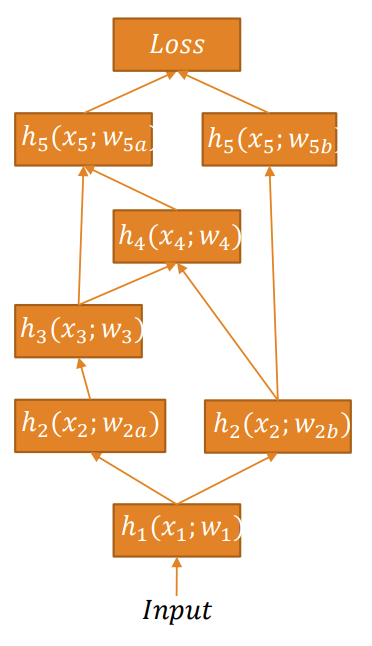 Loss
h₅(x₅; w₅ₐ) h₅(x₅; w₅b)
h₄(x₄; w₄)
h₃(x₃; w₃)
h₂(x₂; w₂ₐ) h₂(x₂; w₂b)
h₁(x₁; w₁)
Input